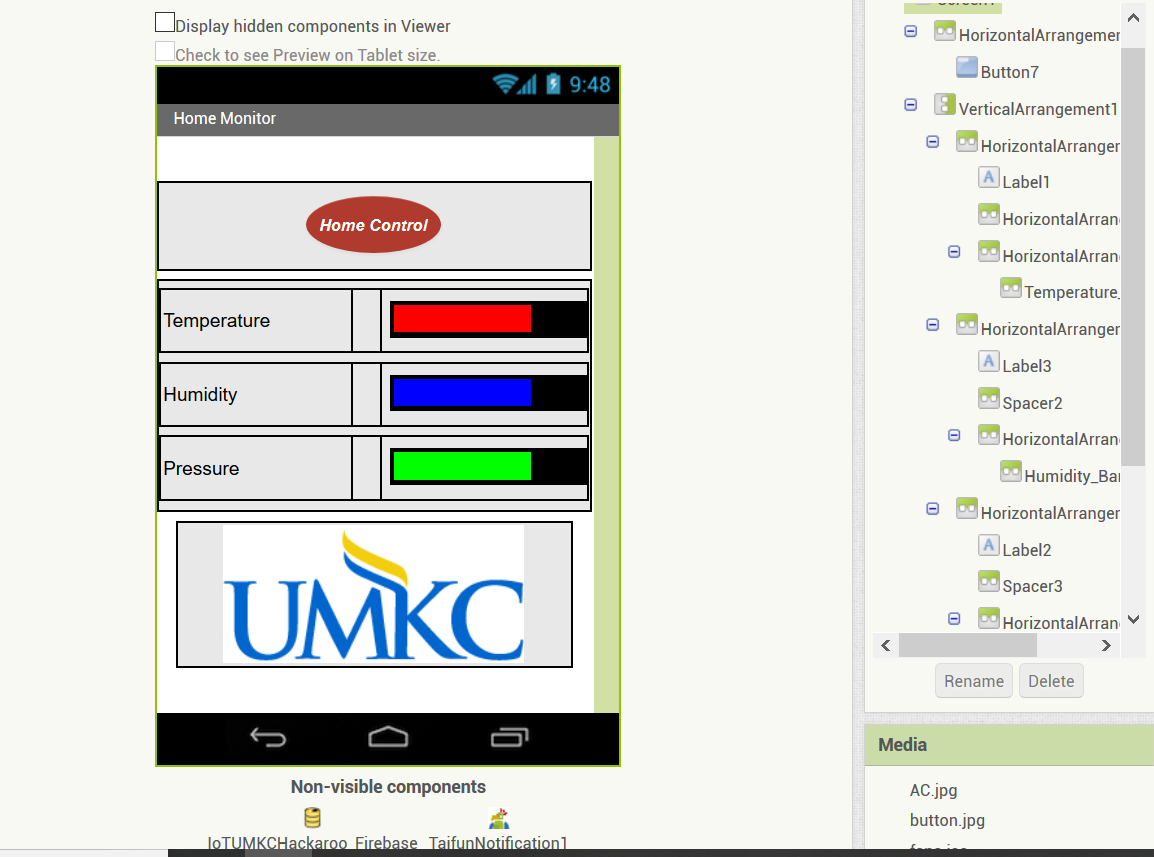 Display hidden components in Viewer
Check to see Preview on Tablet size.
9:48
Home Monitor
Home Control
Temperature
Humidity
Pressure
UMKC
Non-visible components
IoTUMKCHackaroo_Firebase TaifunNotification1
Screen1
HorizontalArrangemen
Button7
VerticalArrangement1
HorizontalArranger
Label1
HorizontalArran
HorizontalArran
Temperature_
HorizontalArranger
Label3
Spacer2
HorizontalArran
Humidity_Bar
HorizontalArranger
Label2
Spacer3
HorizontalArran
Rename Delete
Media
AC.jpg
button.jpg